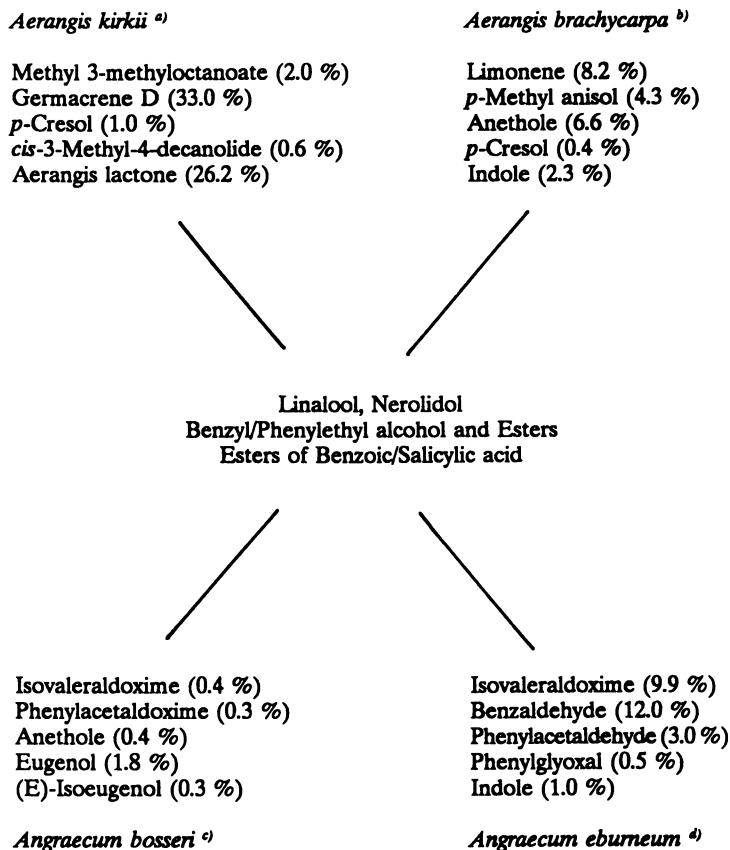 Aerangis kirkii a)
Methyl 3-methyloctanoate (2.0 %)
Germacrene D (33.0 %)
p-Cresol (1.0 %)
cis-3-Methyl-4-decanolide (0.6 %)
Aerangis lactone (26.2 %)
Aerangis brachycarpa b)
Limonene (8.2 %)
p-Methyl anisol (4.3 %)
Anethole (6.6 %)
p-Cresol (0.4 %)
Indole (2.3 %)
Linalool, Nerolidol
Benzyl/Phenylethyl alcohol and Esters
Esters of Benzoic/Salicylic acid
Isovaleraldoxime (0.4 %)
Phenylacetaldoxime (0.3 %)
Anethole (0.4 %)
Eugenol (1.8 %)
(E)-Isoeugenol (0.3 %)
Angraecum bosseri c)
Isovaleraldoxime (9.9 %)
Benzaldehyde (12.0 %)
Phenylacetaldehyde (3.0 %)
Phenylglyoxal (0.5 %)
Indole (1.0 %)
Angraecum eburneum d)